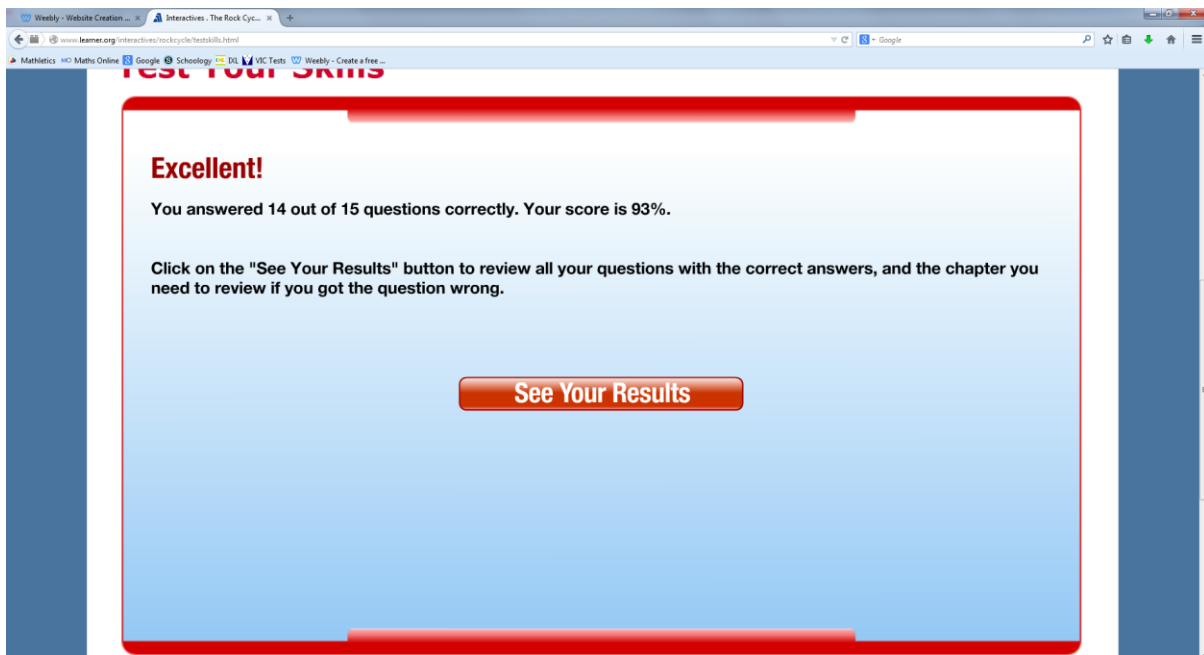 Weebly - Website Creation ... × Interactives . The Rock Cyc... × +
www.learner.org/interactives/rockcycle/testskills.html Google
Mathletics Maths Online Google Schoology IXL VIC Tests Weebly - Create a free ...
Test Your Skills
Excellent!
You answered 14 out of 15 questions correctly. Your score is 93%.
Click on the "See Your Results" button to review all your questions with the correct answers, and the chapter you
need to review if you got the question wrong.
See Your Results